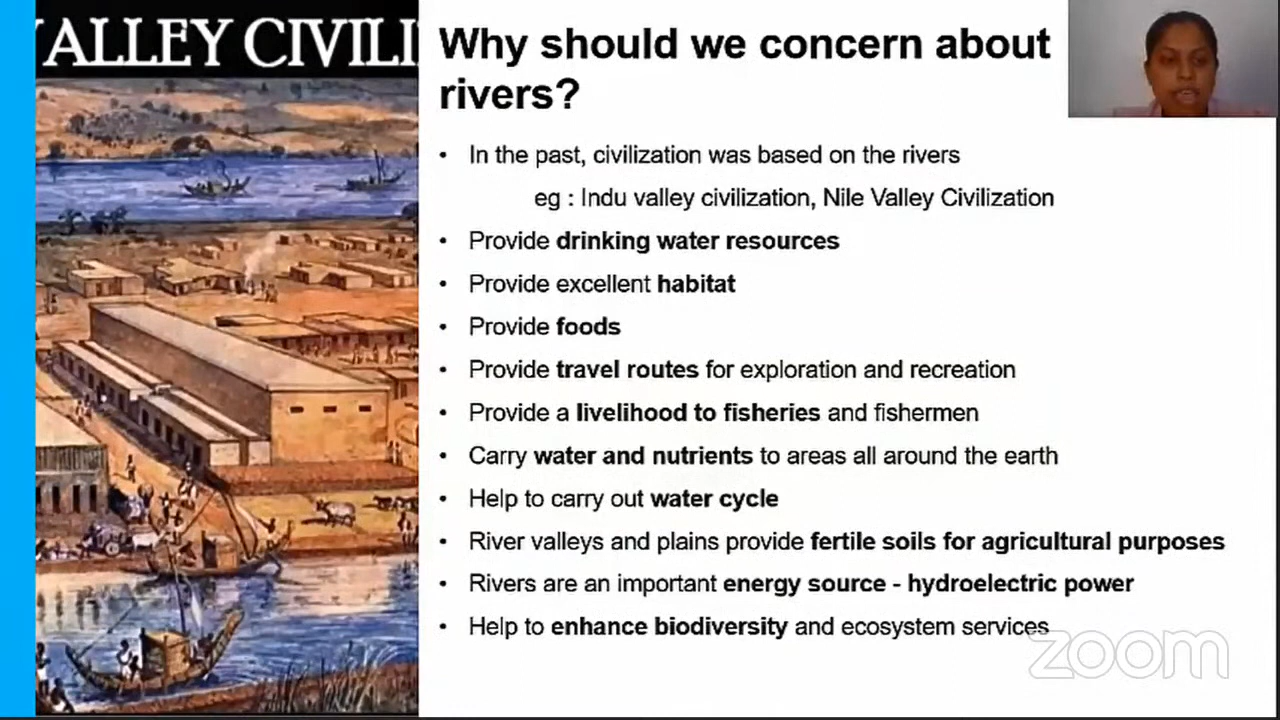 ALLEY CIVILI
Why should we concern about
rivers?
• In the past, civilization was based on the rivers
eg : Indu valley civilization, Nile Valley Civilization
• Provide drinking water resources
• Provide excellent habitat
• Provide foods
• Provide travel routes for exploration and recreation
• Provide a livelihood to fisheries and fishermen
• Carry water and nutrients to areas all around the earth
• Help to carry out water cycle
• River valleys and plains provide fertile soils for agricultural purposes
• Rivers are an important energy source - hydroelectric power
• Help to enhance biodiversity and ecosystem services
zoom